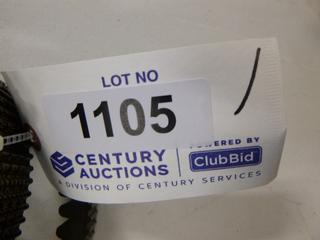 LOT NO
1105
CENTURY AUCTIONS
POWERED BY
ClubBid
A DIVISION OF CENTURY SERVICES